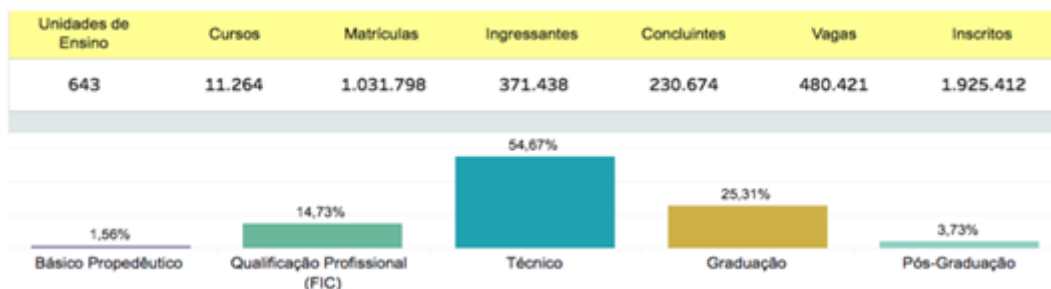 Unidades de Ensino Cursos Matrículas Ingressantes Concluintes Vagas Inscritos
643 11.264 1.031.798 371.438 230.674 480.421 1.925.412
54,67%
25,31%
14,73%
3,73%
1,56%
Básico Propedêutico Qualificação Profissional (FIC) Técnico Graduação Pós-Graduação